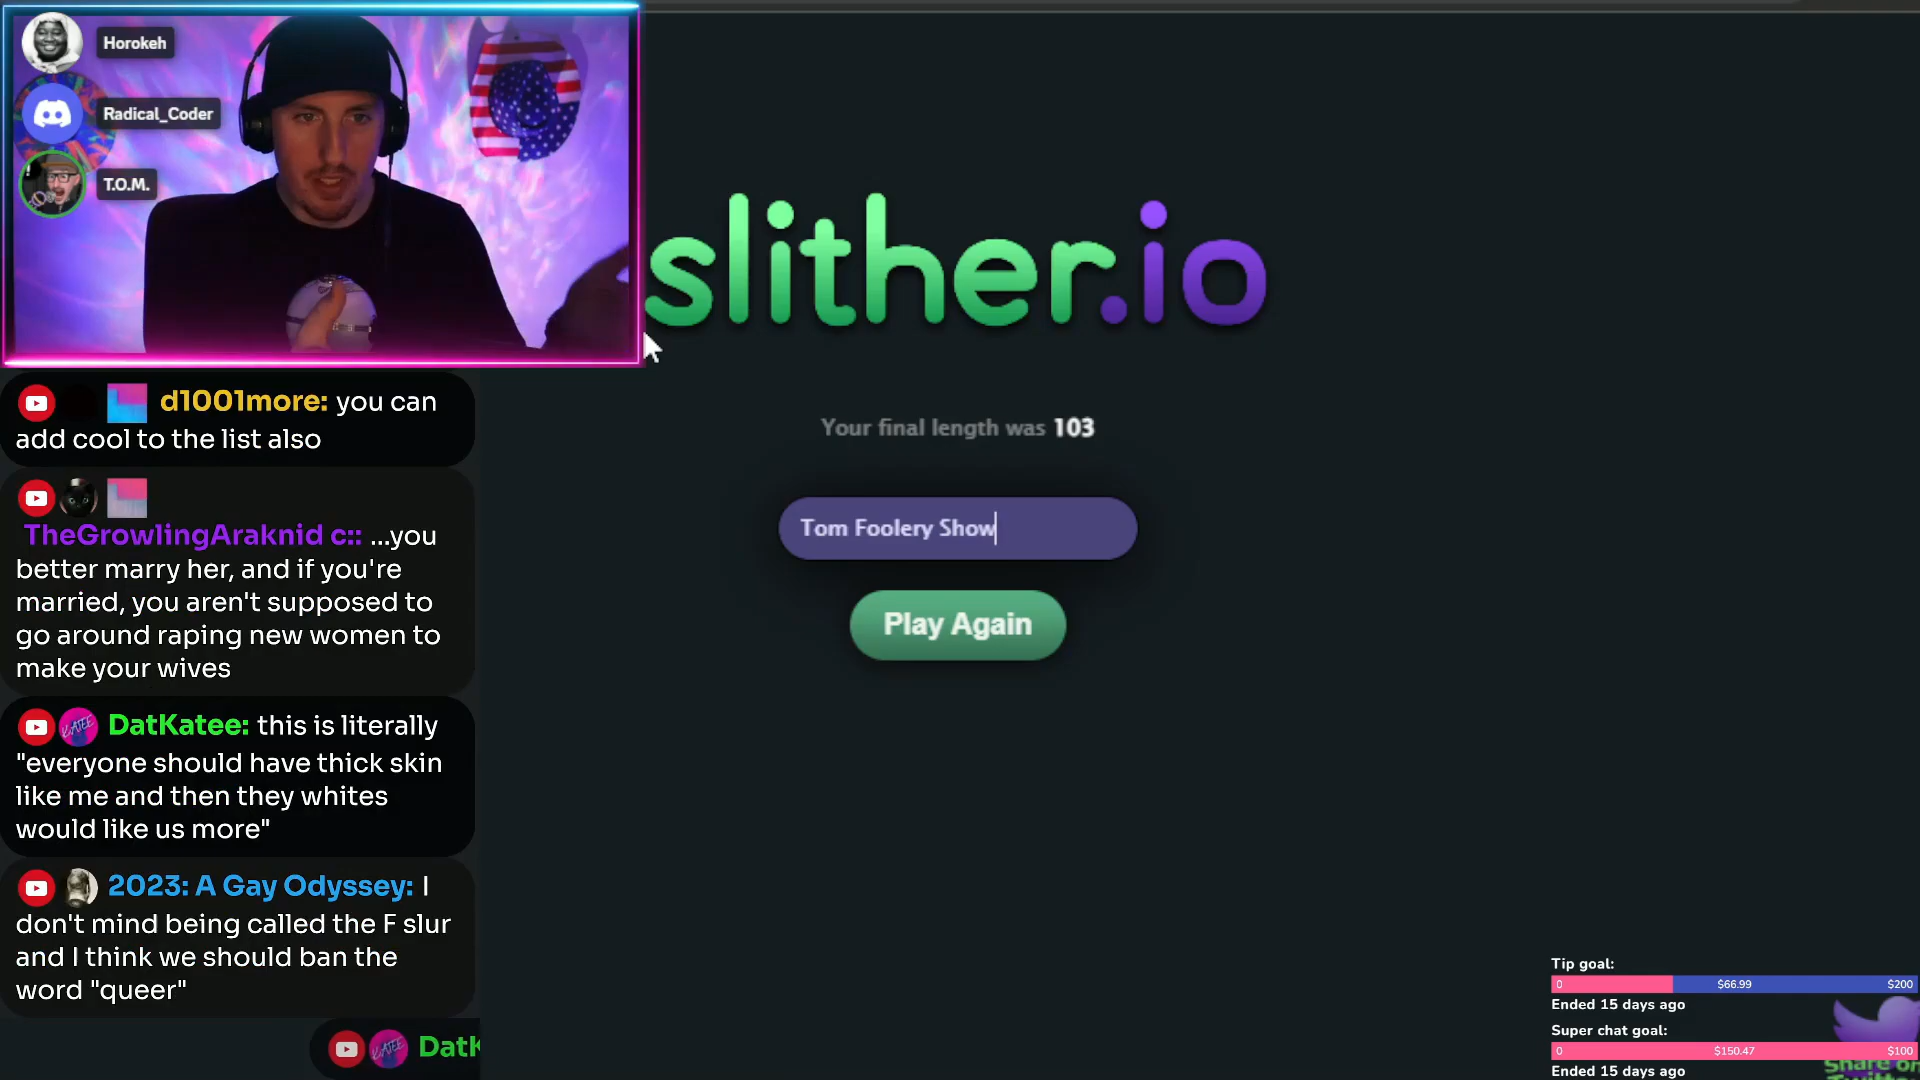 Horokeh
Radical_Coder
T.O.M.
slither.io
Your final length was 103
Tom Foolery Show
Play Again
d1001more: you can
add cool to the list also
TheGrowlingAraknid c:: ...you
better marry her, and if you're
married, you aren't supposed to
go around raping new women to
make your wives
DatKatee: this is literally
"everyone should have thick skin
like me and then they whites
would like us more"
2023: A Gay Odyssey: I
don't mind being called the F slur
and I think we should ban the
word "queer"
DatK
Tip goal:
0 $66.99 $200
Ended 15 days ago
Super chat goal:
0 $150.47 $100
Ended 15 days ago
Share on